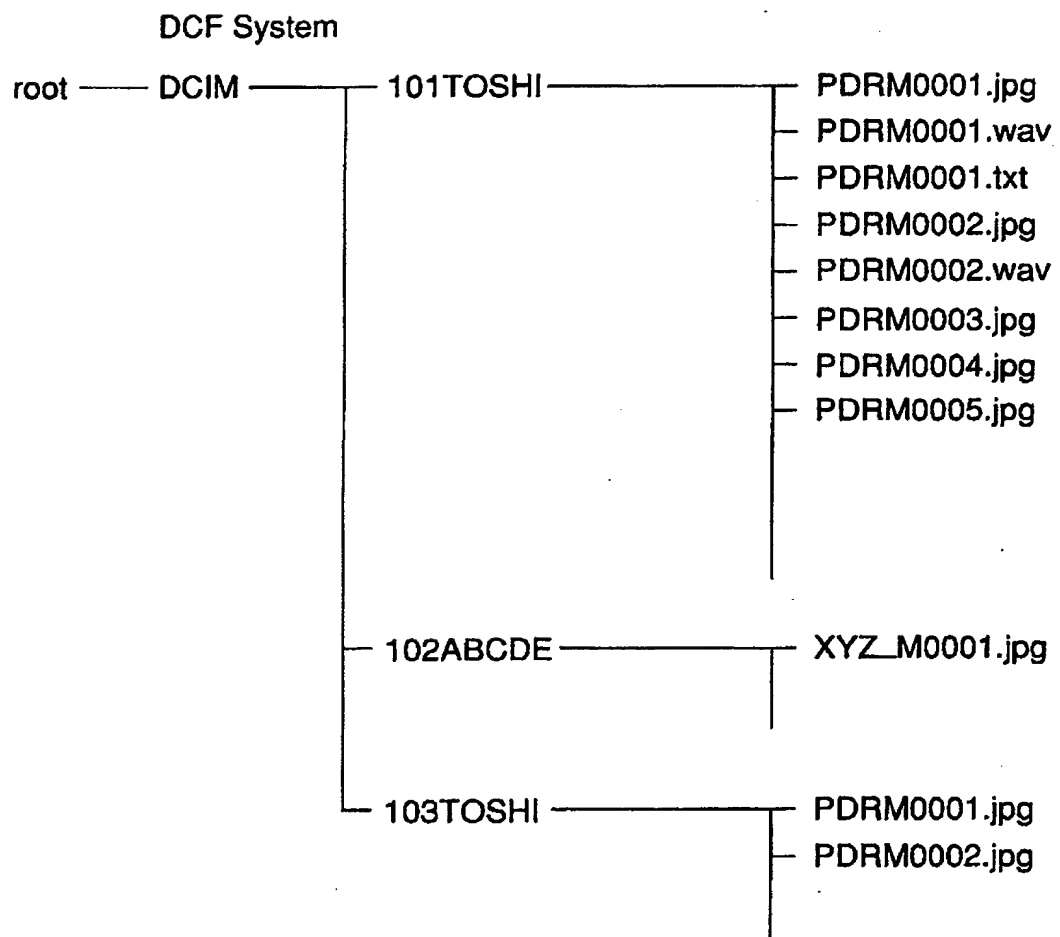 DCF System
root DCIM 101TOSHI PDRM0001.jpg
PDRM0001.wav
PDRM0001.txt
PDRM0002.jpg
PDRM0002.wav
PDRM0003.jpg
PDRM0004.jpg
PDRM0005.jpg
102ABCDE XYZ_M0001.jpg
103TOSHI PDRM0001.jpg
PDRM0002.jpg